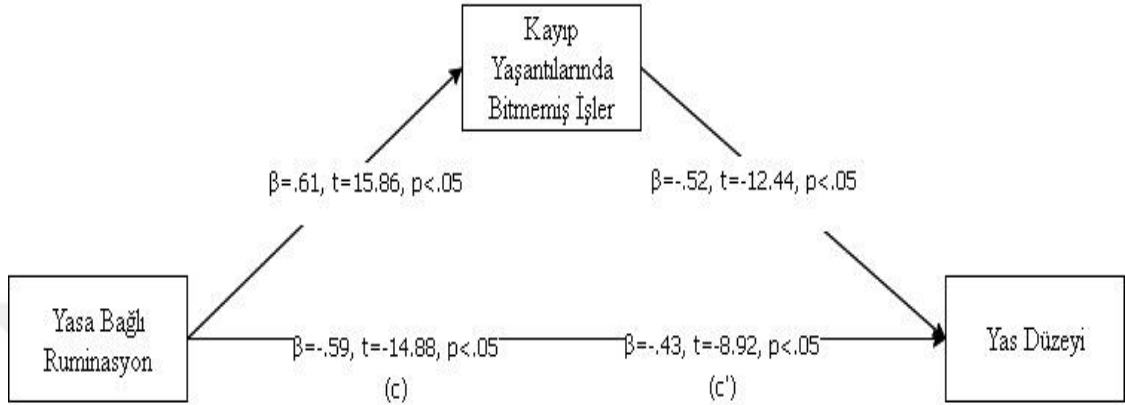 Kayıp
Yaşantılarında
Bitmemiş İşler
β=.61, t=15.86, p<.05
β=-.52, t=-12.44, p<.05
Yasa Bağlı
Ruminasyon
β=-.59, t=-14.88, p<.05
(c)
β=-.43, t=-8.92, p<.05
(c')
Yas Düzeyi